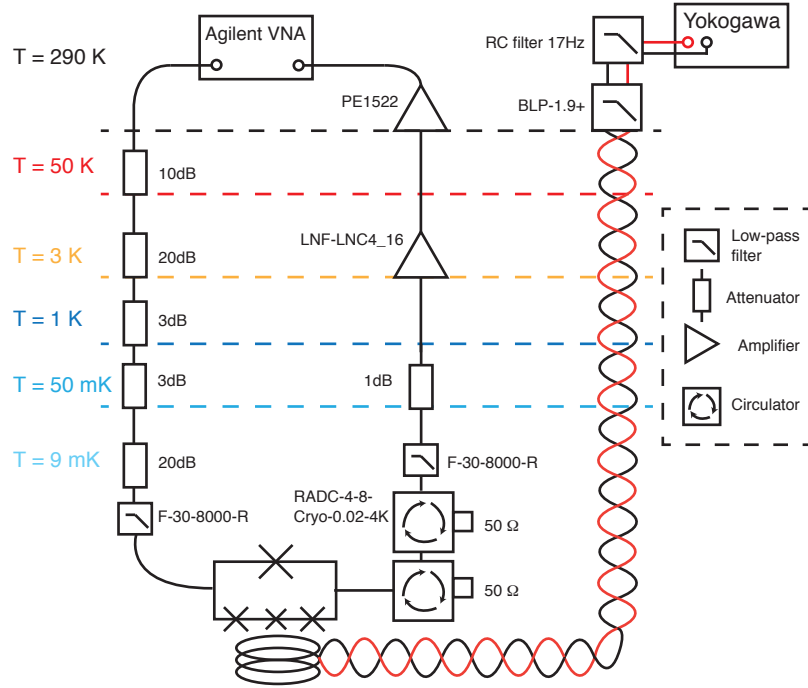 Agilent VNA
Yokogawa
RC filter 17Hz
T = 290 K
PE1522
BLP-1.9+
T = 50 K
10dB
LNF-LNC4_16
T = 3 K
20dB
Low-pass
filter
Attenuator
T = 1 K
3dB
Amplifier
T = 50 mK
3dB
1dB
Circulator
T = 9 mK
20dB
F-30-8000-R
RADC-4-8-
Cryo-0.02-4K
F-30-8000-R
50 Ω
50 Ω